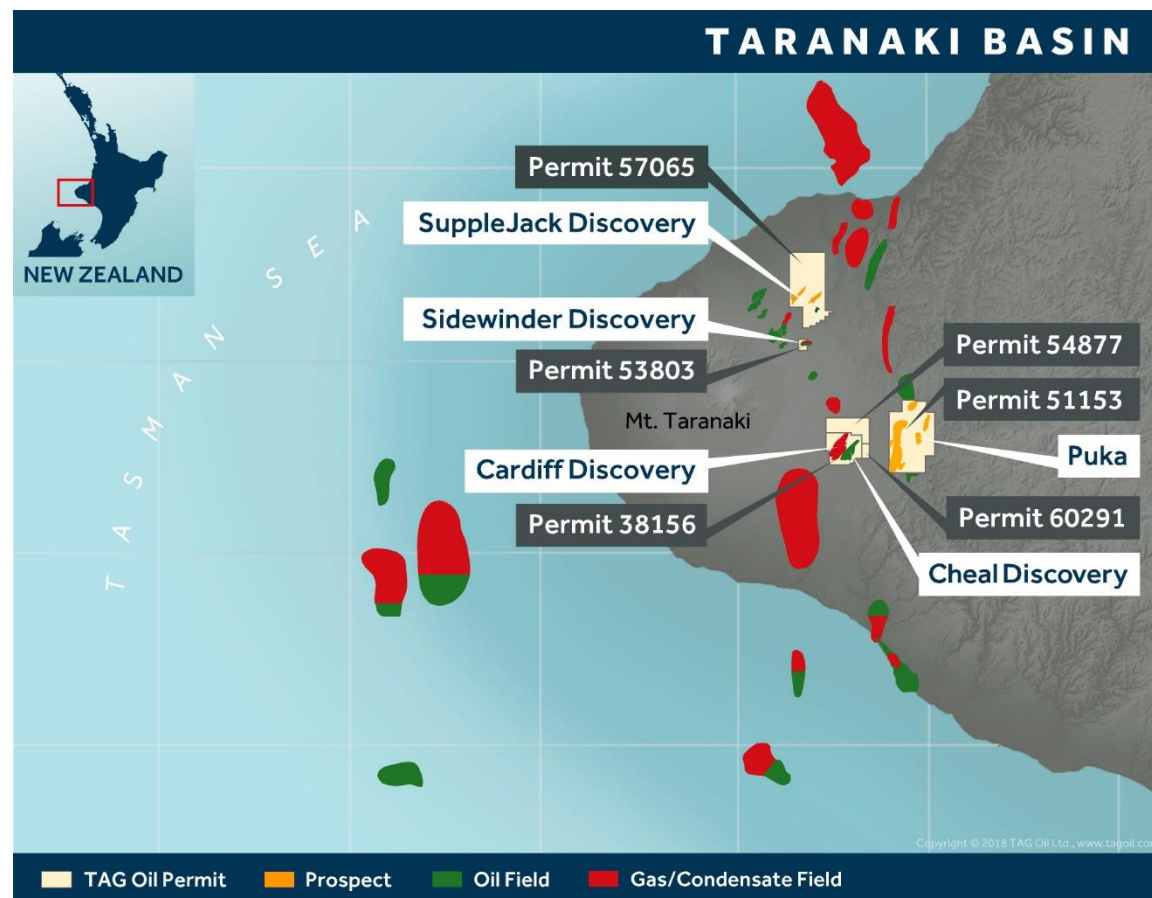 TARANAKI BASIN
NEW ZEALAND
TASMAN SEA
Permit 57065
SuppleJack Discovery
Sidewinder Discovery
Permit 53803
Mt. Taranaki
Cardiff Discovery
Permit 38156
Permit 54877
Permit 51153
Puka
Permit 60291
Cheal Discovery
Copyright © 2018 TAG Oil Ltd., www.tagoil.com
TAG Oil Permit
Prospect
Oil Field
Gas/Condensate Field